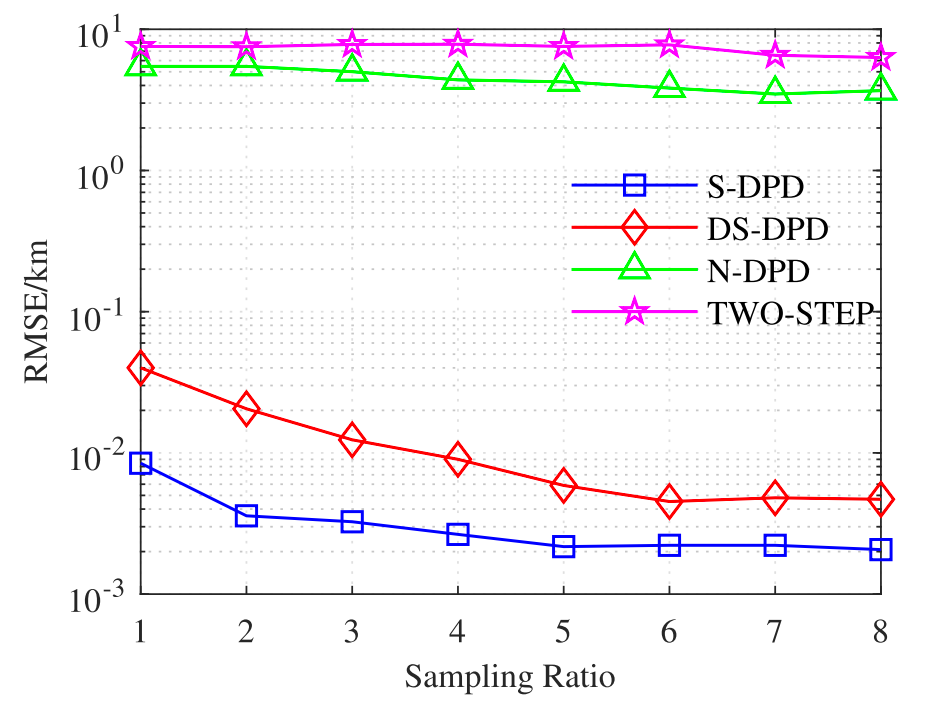 10^1
10^0
10^-1
10^-2
10^-3
RMSE/km
S-DPD
DS-DPD
N-DPD
TWO-STEP
1 2 3 4 5 6 7 8
Sampling Ratio